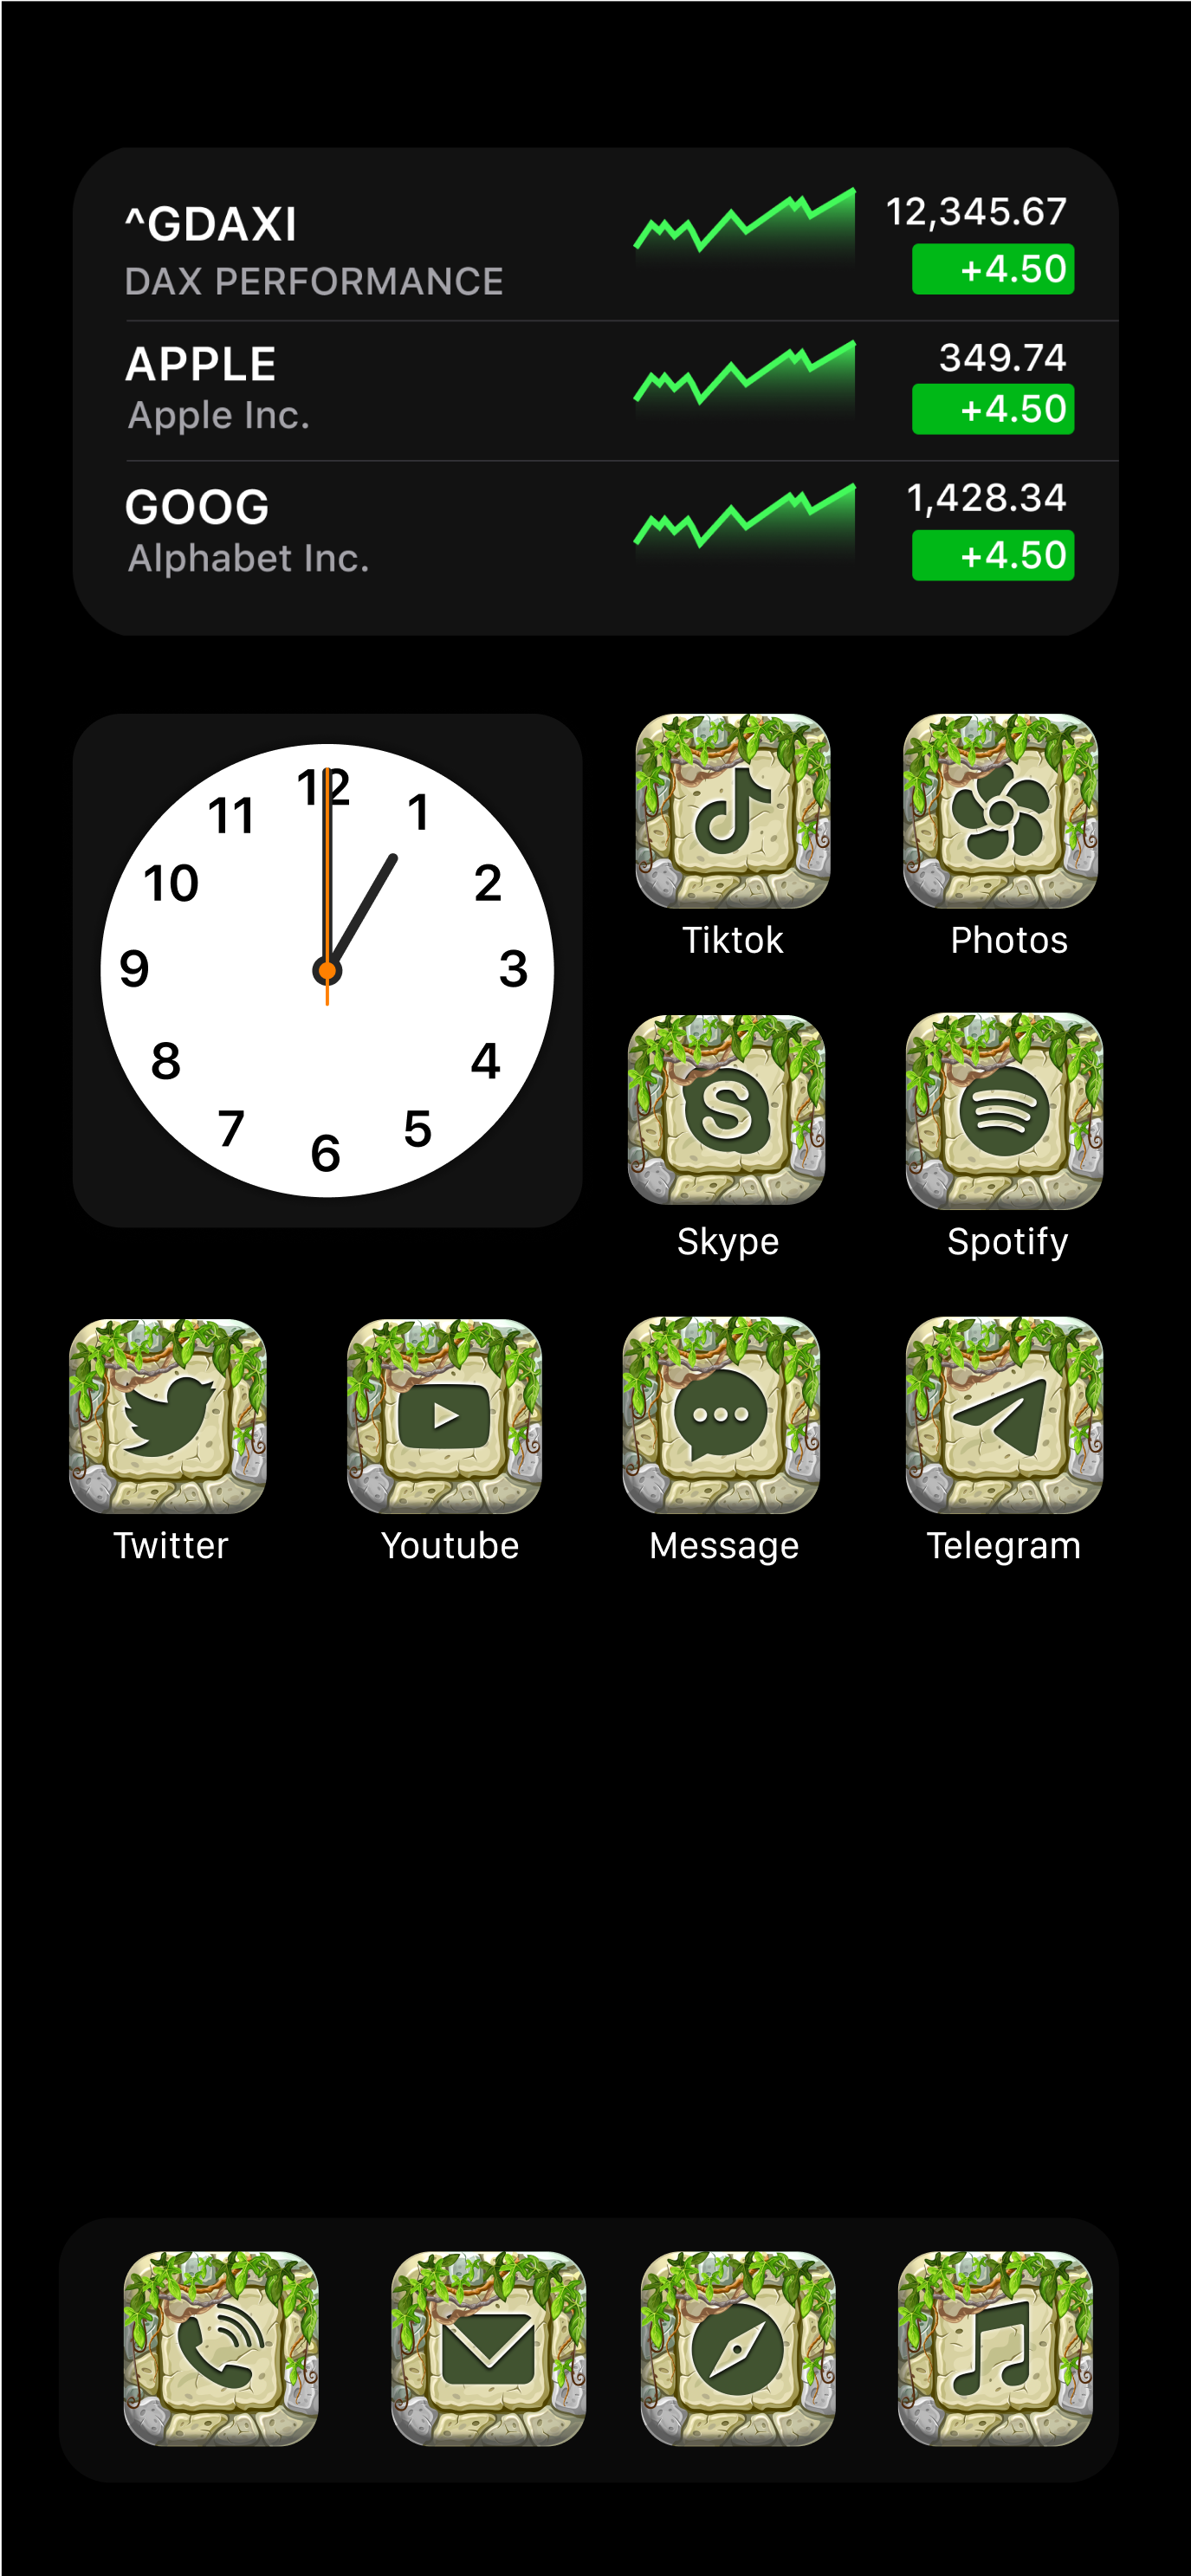 ^GDAXI
12,345.67
DAX PERFORMANCE
+4.50
APPLE
349.74
Apple Inc.
+4.50
GOOG
1,428.34
Alphabet Inc.
+4.50
12
11
1
10
2
9
3
8
4
7
5
6
Tiktok
Photos
Skype
Spotify
Twitter
Youtube
Message
Telegram